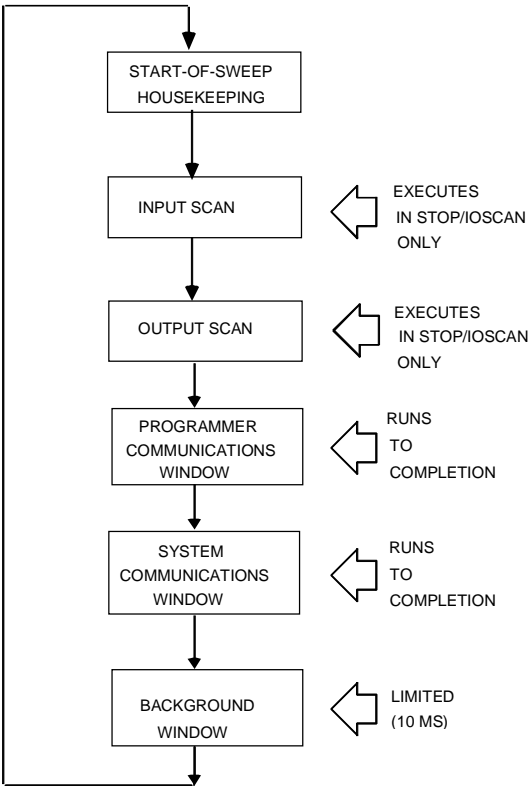 START-OF-SWEEP
HOUSEKEEPING
INPUT SCAN
EXECUTES
IN STOP/IOSCAN
ONLY
OUTPUT SCAN
EXECUTES
IN STOP/IOSCAN
ONLY
PROGRAMMER
COMMUNICATIONS
WINDOW
RUNS
TO
COMPLETION
SYSTEM
COMMUNICATIONS
WINDOW
RUNS
TO
COMPLETION
BACKGROUND
WINDOW
LIMITED
(10 MS)